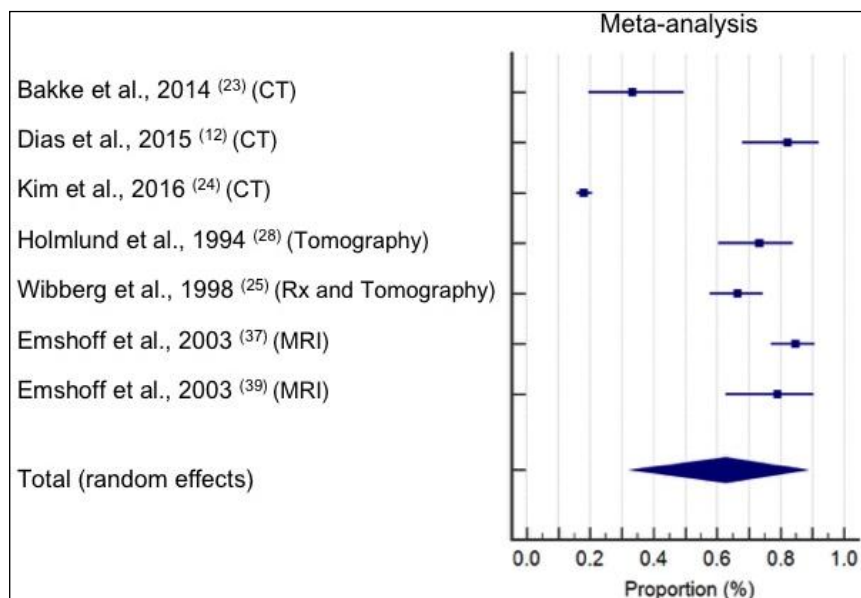 Meta-analysis
Bakke et al., 2014 (23) (CT)
Dias et al., 2015 (12) (CT)
Kim et al., 2016 (24) (CT)
Holmlund et al., 1994 (28) (Tomography)
Wibberg et al., 1998 (25) (Rx and Tomography)
Emshoff et al., 2003 (37) (MRI)
Emshoff et al., 2003 (39) (MRI)
Total (random effects)
0.0 0.2 0.4 0.6 0.8 1.0
Proportion (%)